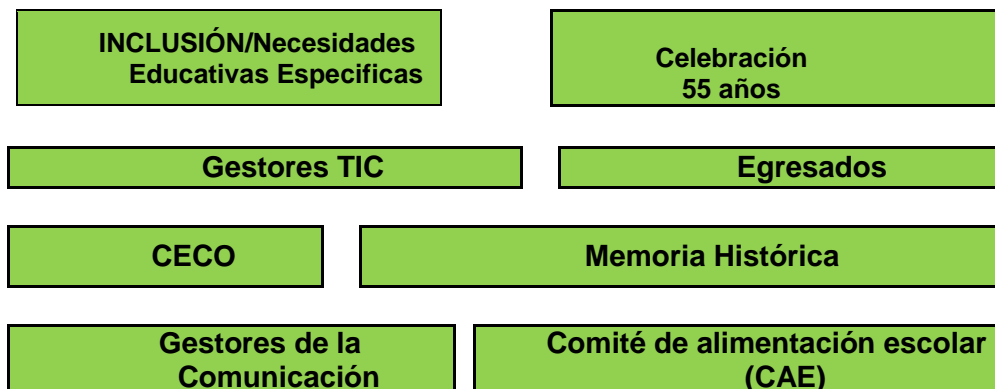 INCLUSIÓN/Necesidades
Educativas Especificas
Celebración
55 años
Gestores TIC
Egresados
CECO
Memoria Histórica
Gestores de la
Comunicación
Comité de alimentación escolar
(CAE)